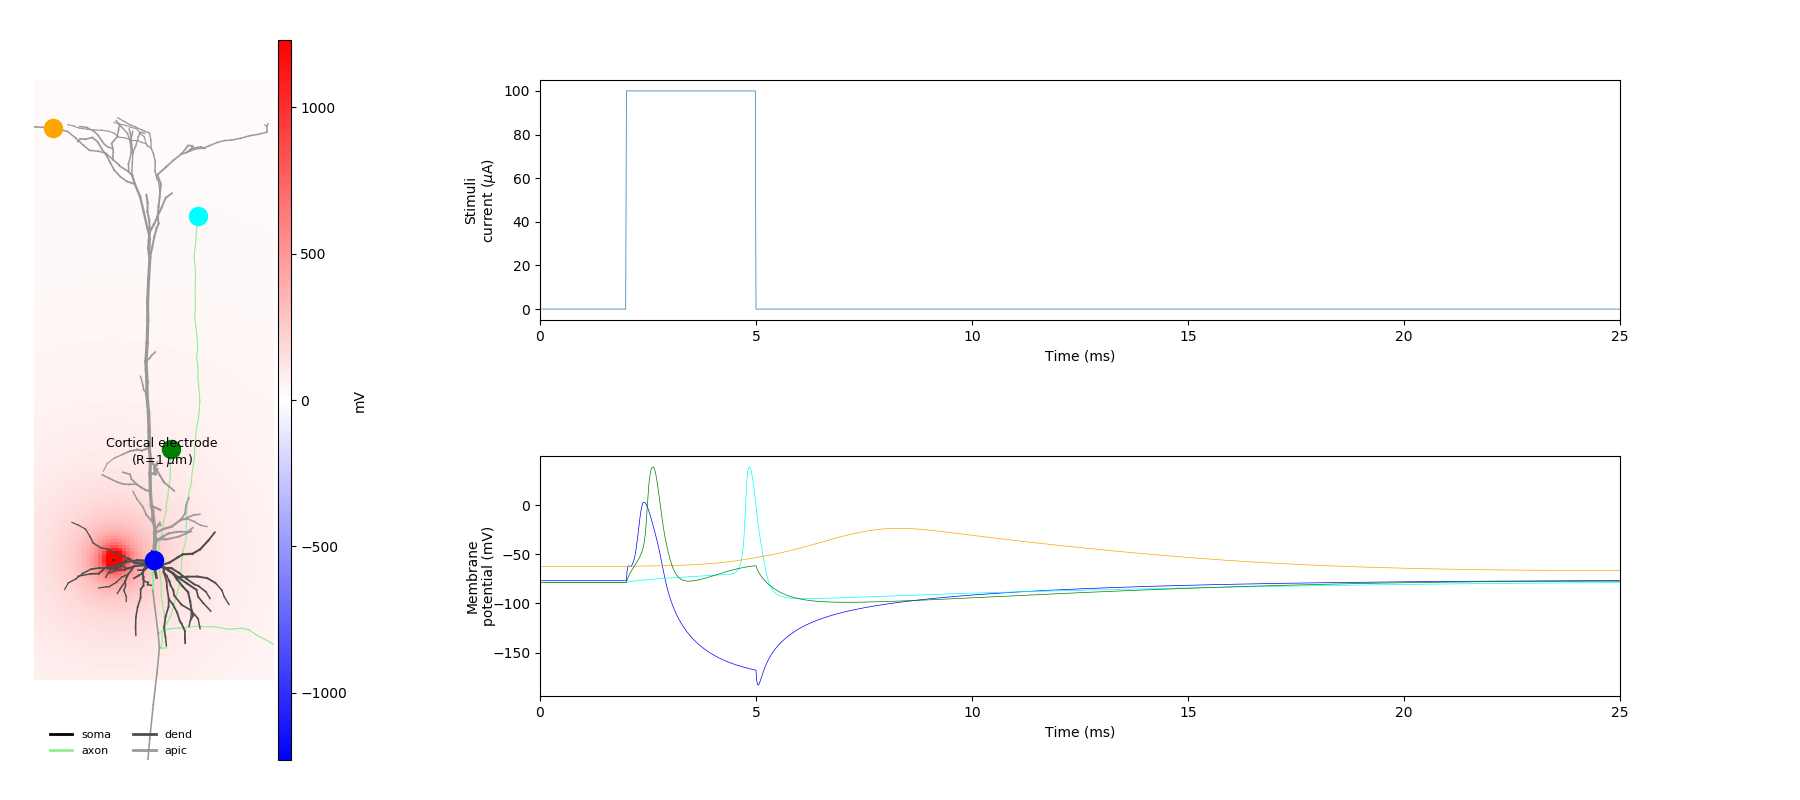 1000
500
0
−500
−1000
mV
Cortical electrode
(R=1 μm)
soma
dend
axon
apic
100
80
60
40
20
0
Stimuli
current (μA)
0 5 10 15 20 25
Time (ms)
0
−50
−100
−150
Membrane
potential (mV)
0 5 10 15 20 25
Time (ms)